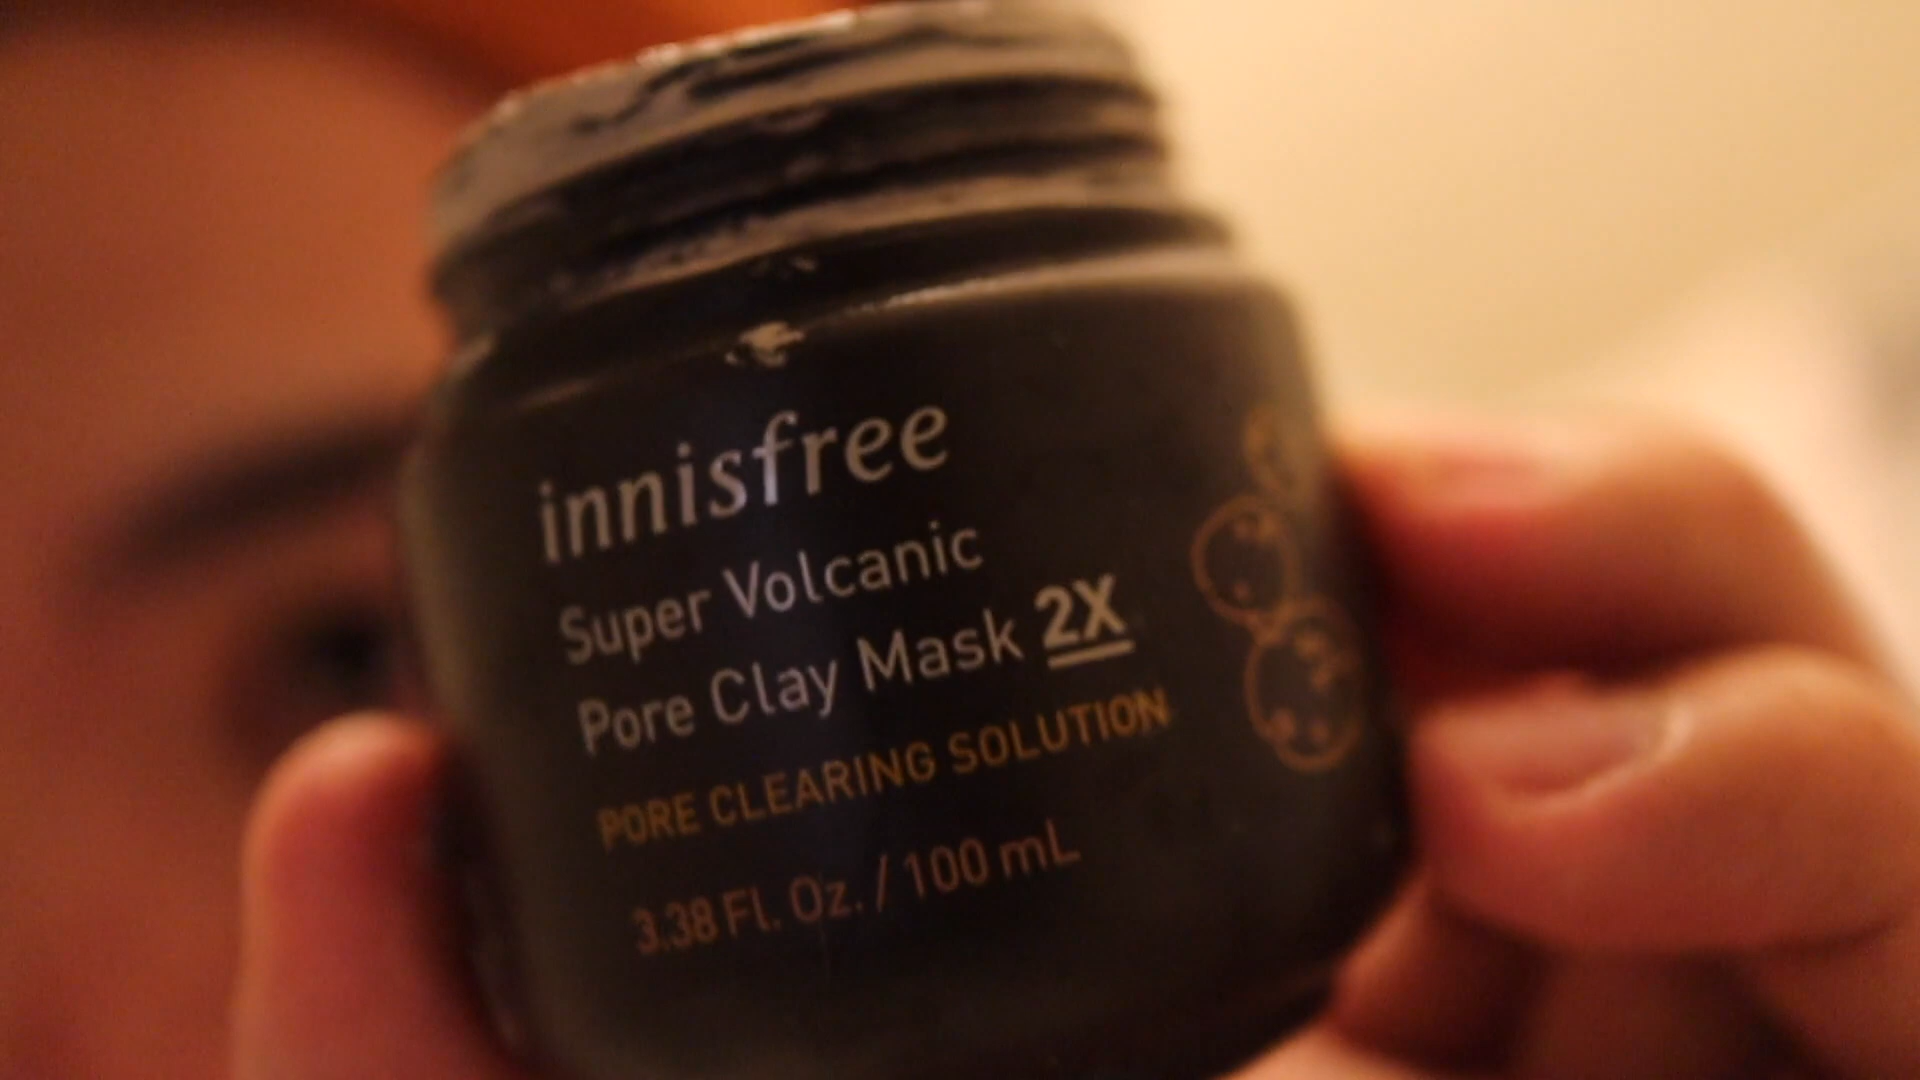 innisfree
Super Volcanic
Pore Clay Mask 2X
PORE CLEARING SOLUTION
3.38 Fl. Oz. / 100 mL